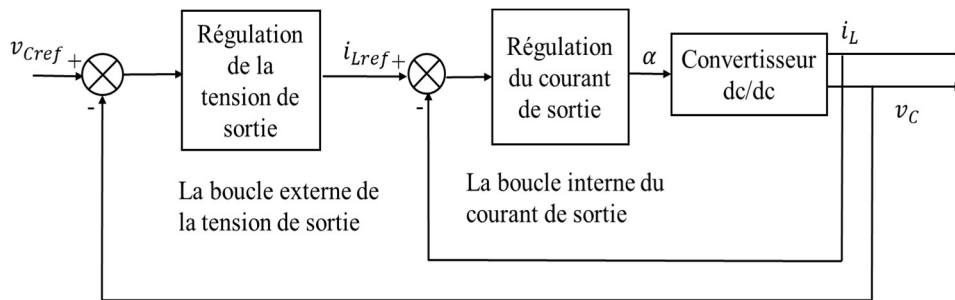 v_Cref
+
-
Régulation
de la
tension de
sortie
i_Lref
+
-
Régulation
du courant
de sortie
α
Convertisseur
dc/dc
i_L
v_C
La boucle externe de
la tension de sortie
La boucle interne du
courant de sortie